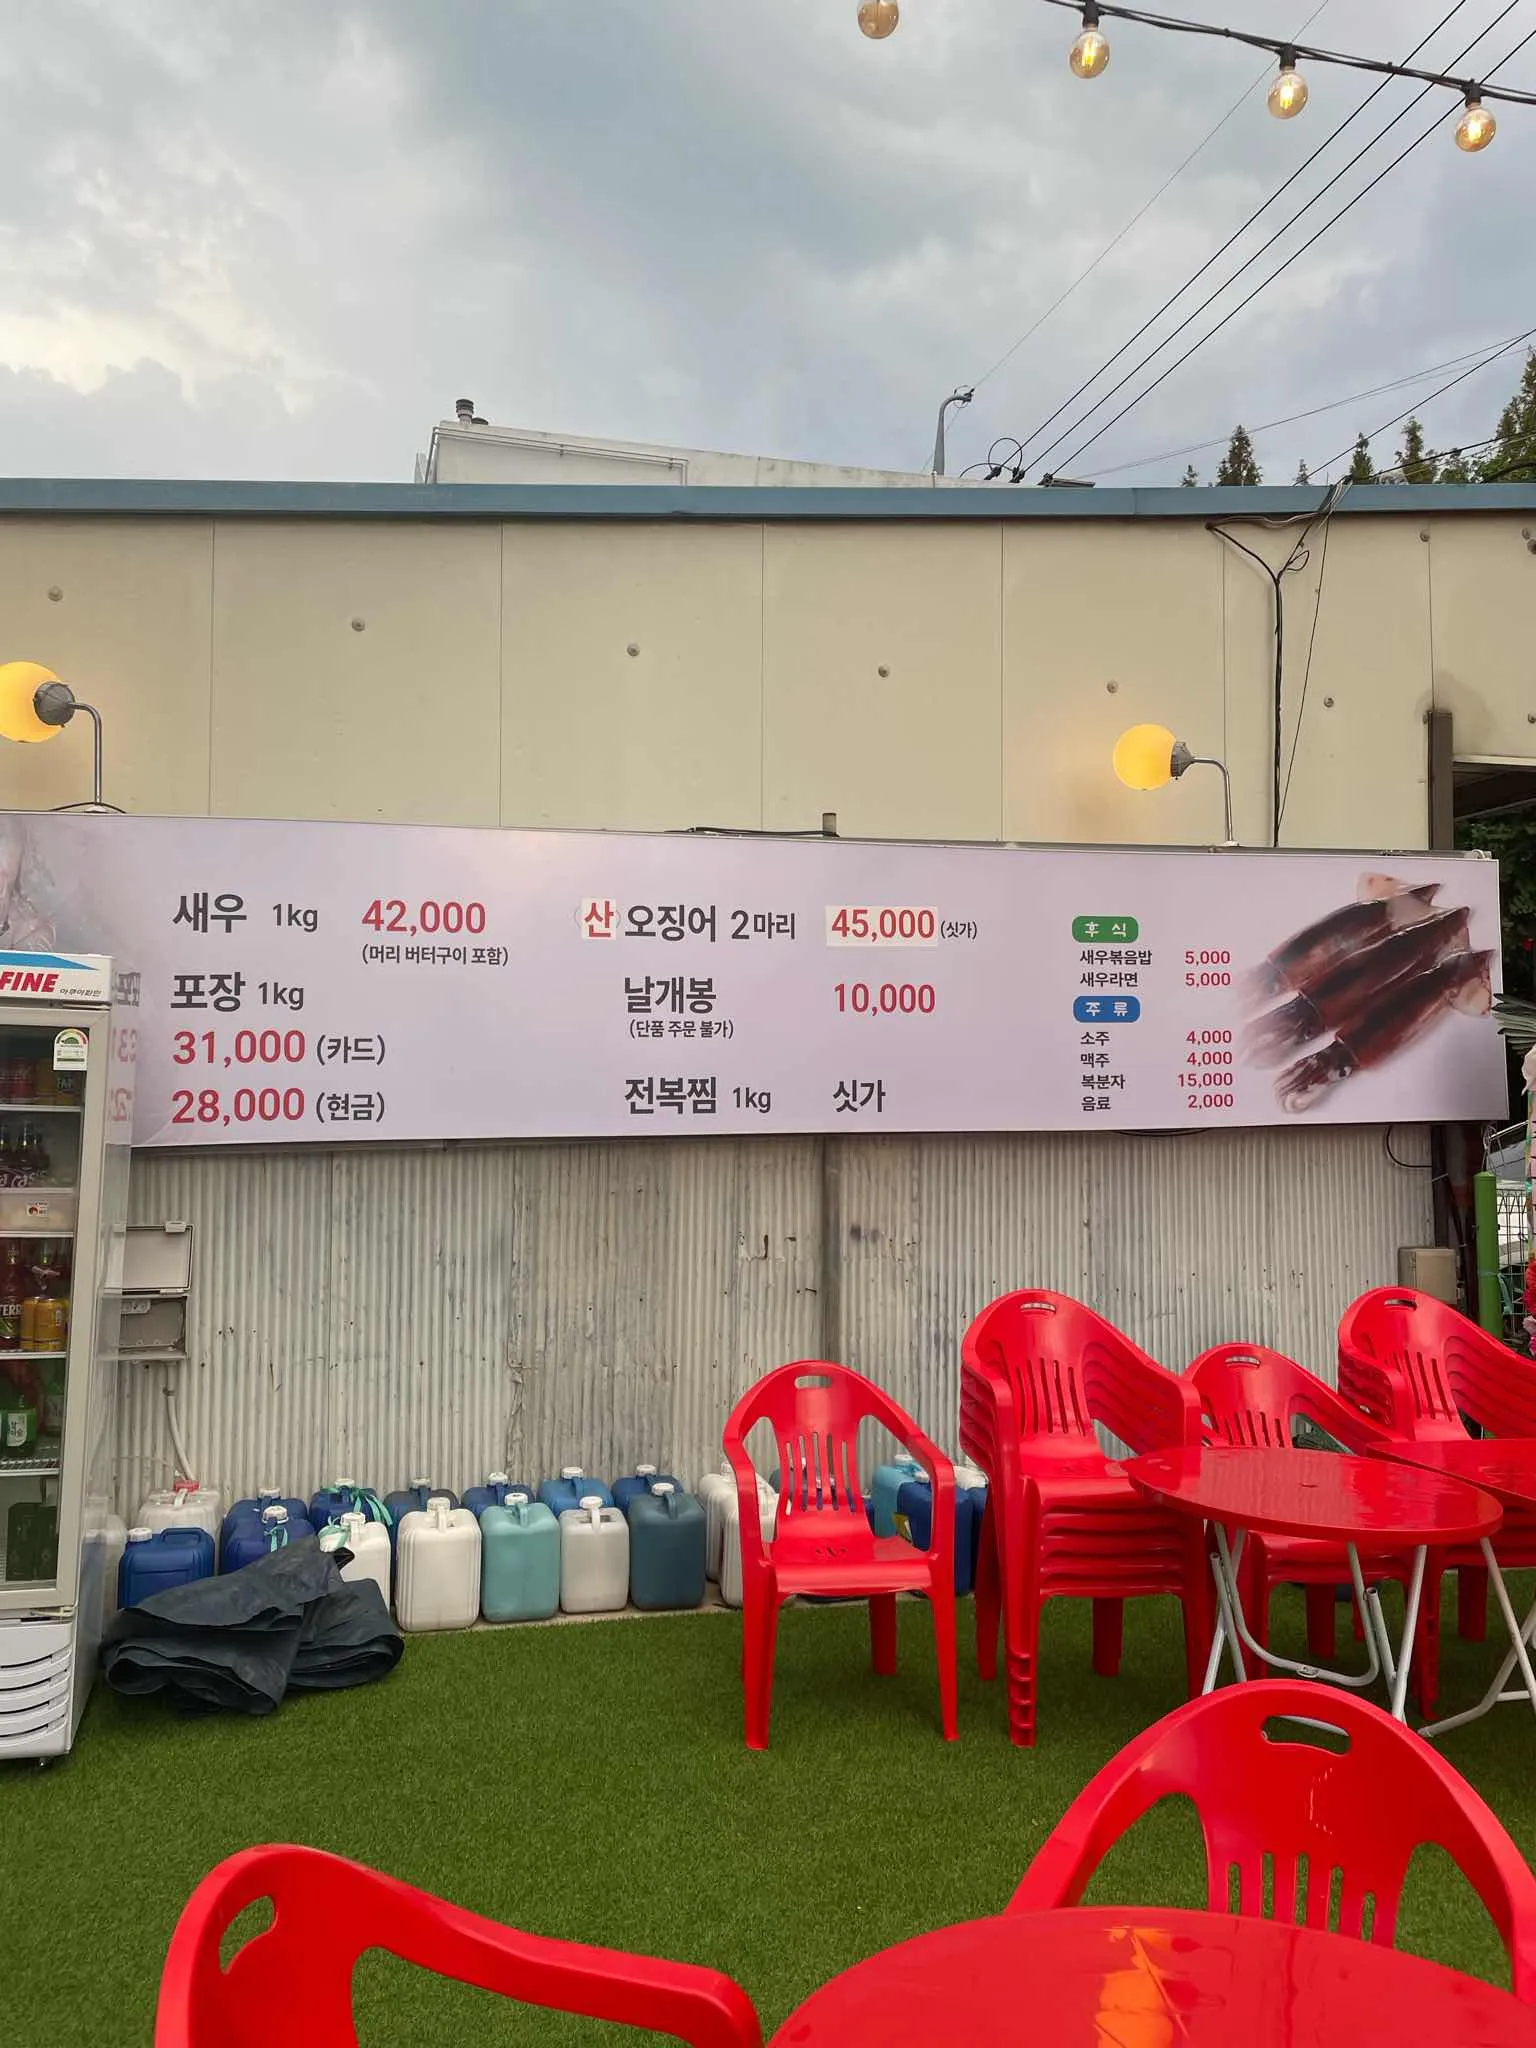 새우 1kg 42,000
(머리 버터구이 포함)
포장 1kg
31,000 (카드)
28,000 (현금)
산 오징어 2마리 45,000 (싯가)
날개봉 10,000
(단품 주문 불가)
전복찜 1kg 싯가
후식
새우볶음밥 5,000
새우라면 5,000
주류
소주 4,000
맥주 4,000
복분자 15,000
음료 2,000
FINE